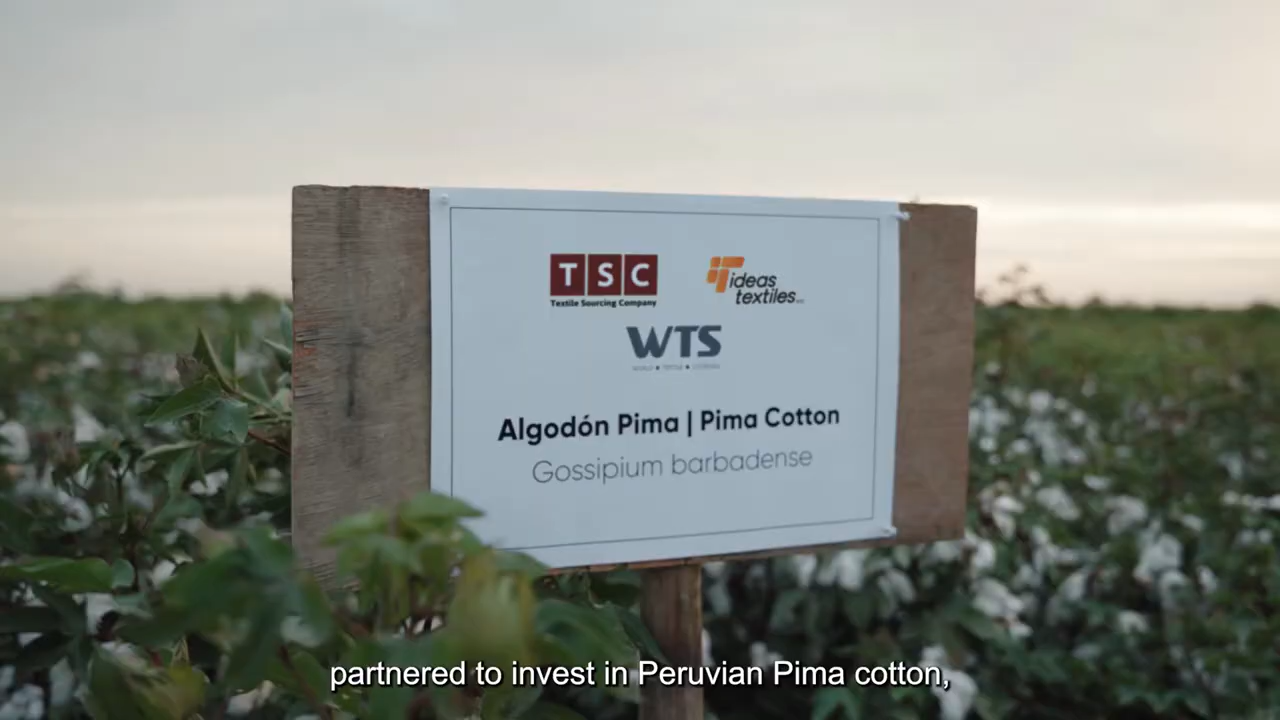 TSC
Textile Sourcing Company
ideas
textiles
WTS
Algodón Pima | Pima Cotton
Gossipium barbadense
partnered to invest in Peruvian Pima cotton,